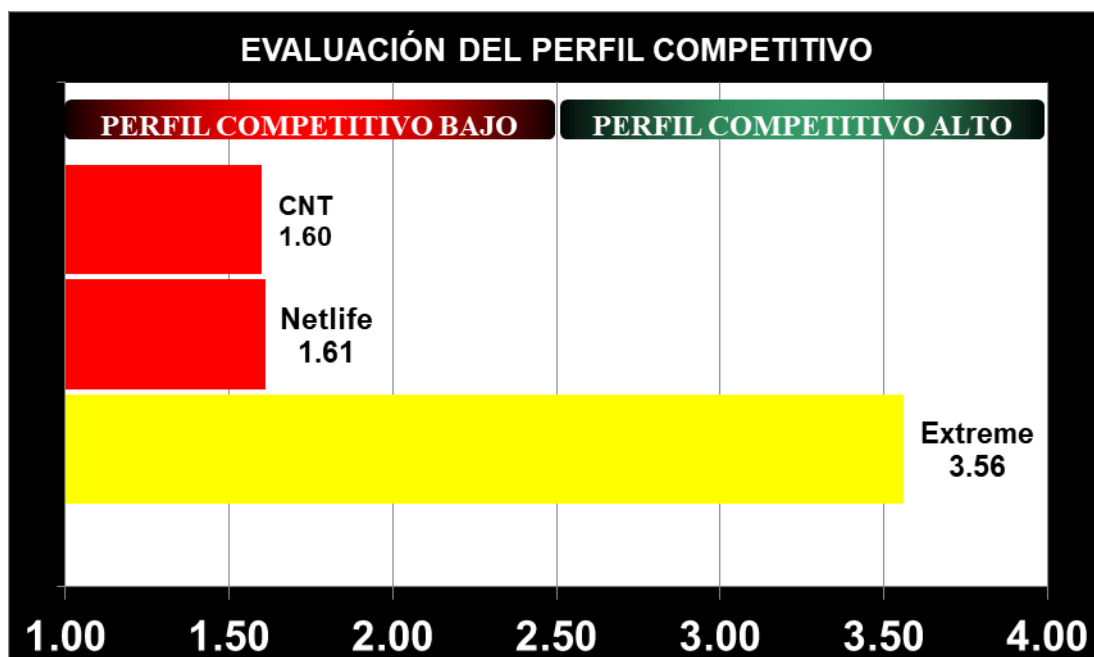 EVALUACIÓN DEL PERFIL COMPETITIVO
PERFIL COMPETITIVO BAJO
PERFIL COMPETITIVO ALTO
CNT
1.60
Netlife
1.61
Extreme
3.56
1.00 1.50 2.00 2.50 3.00 3.50 4.00